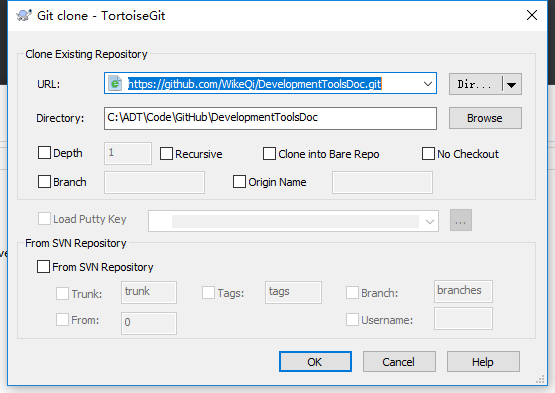 Git clone - TortoiseGit
Clone Existing Repository
URL: https://github.com/WikeQi/DevelopmentToolsDoc.git Dir...
Directory: C:\ADT\Code\GitHub\DevelopmentToolsDoc Browse
Depth 1 Recursive Clone into Bare Repo No Checkout
Branch Origin Name
Load Putty Key ...
From SVN Repository
From SVN Repository
Trunk: trunk Tags: tags Branch: branches
From: 0 Username:
OK Cancel Help